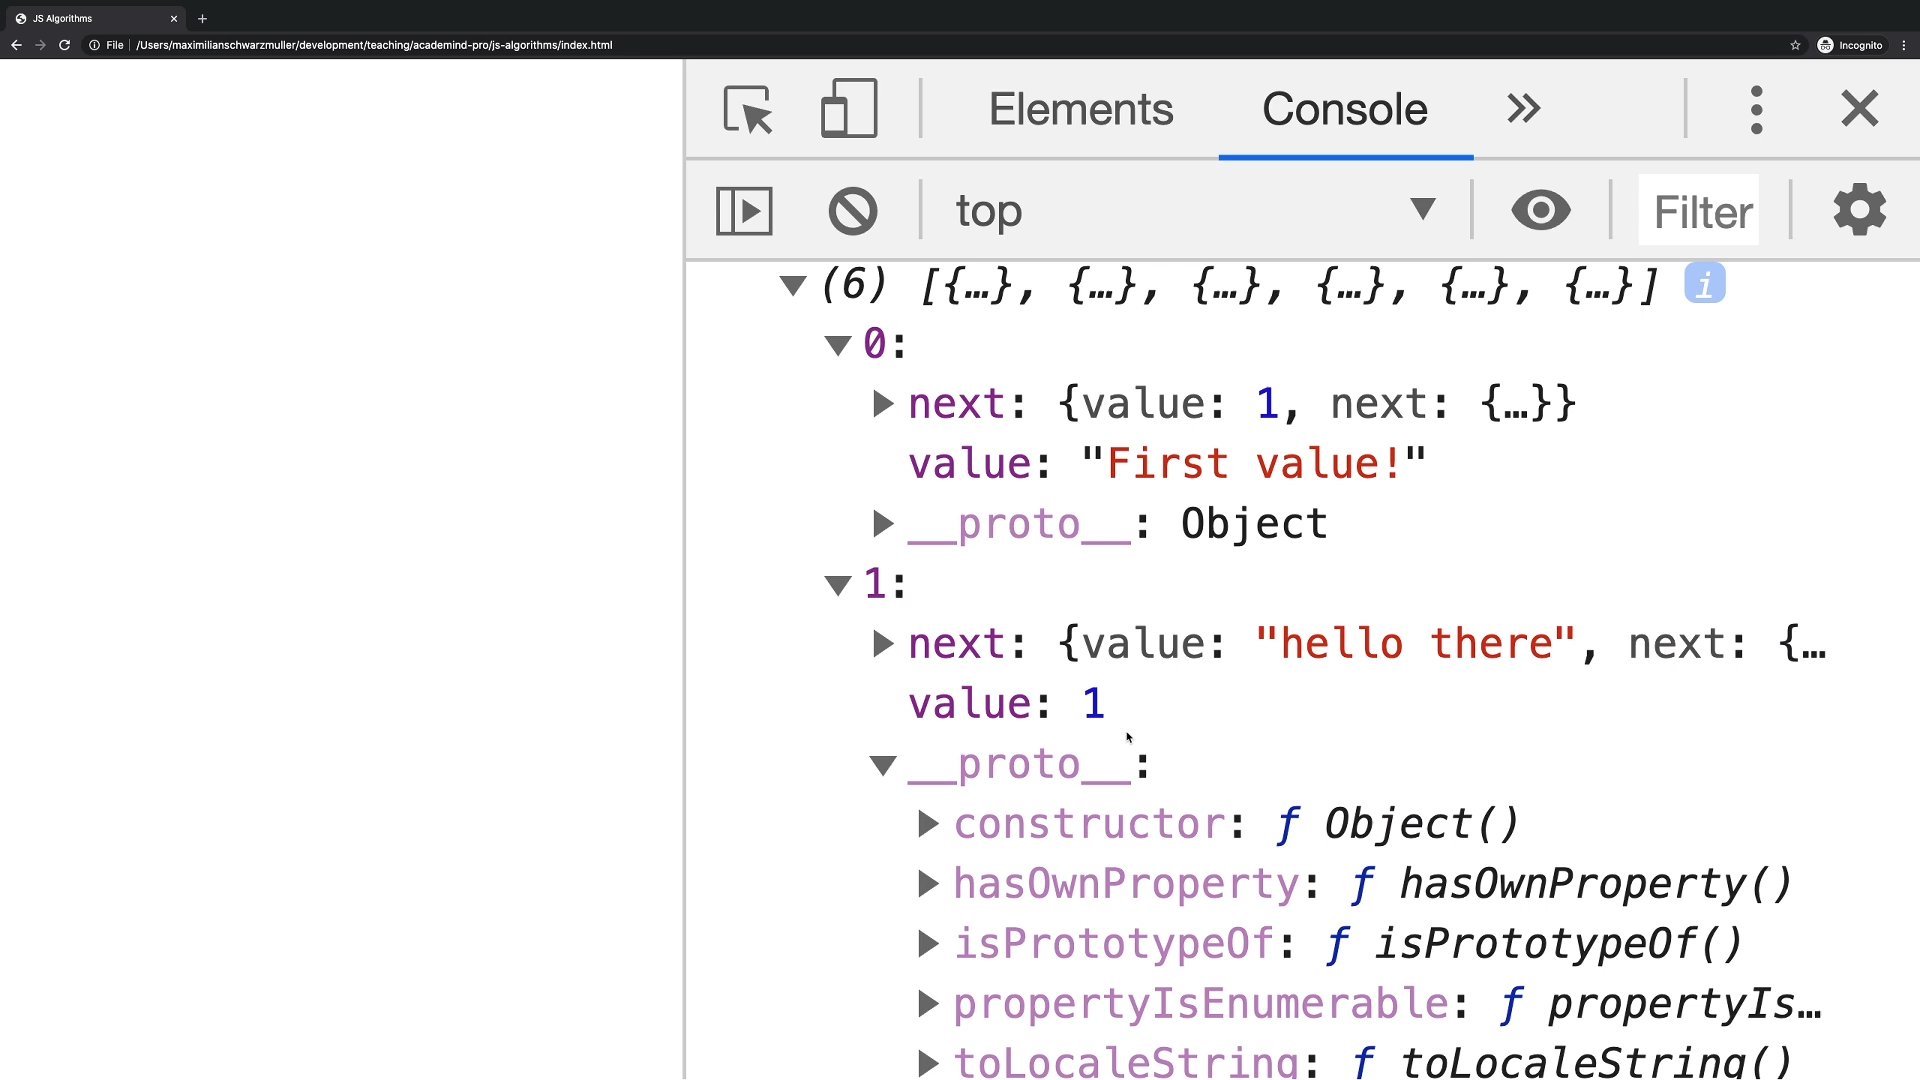 JS Algorithms
File /Users/maximilianschwarzmuller/development/teaching/academind-pro/js-algorithms/index.html
Incognito
Elements Console
top Filter
(6) [{…}, {…}, {…}, {…}, {…}, {…}] i
0:
next: {value: 1, next: {…}}
value: "First value!"
__proto__: Object
1:
next: {value: "hello there", next: {…
value: 1
__proto__:
constructor: ƒ Object()
hasOwnProperty: ƒ hasOwnProperty()
isPrototypeOf: ƒ isPrototypeOf()
propertyIsEnumerable: ƒ propertyIs…
toLocaleString: ƒ toLocaleString()